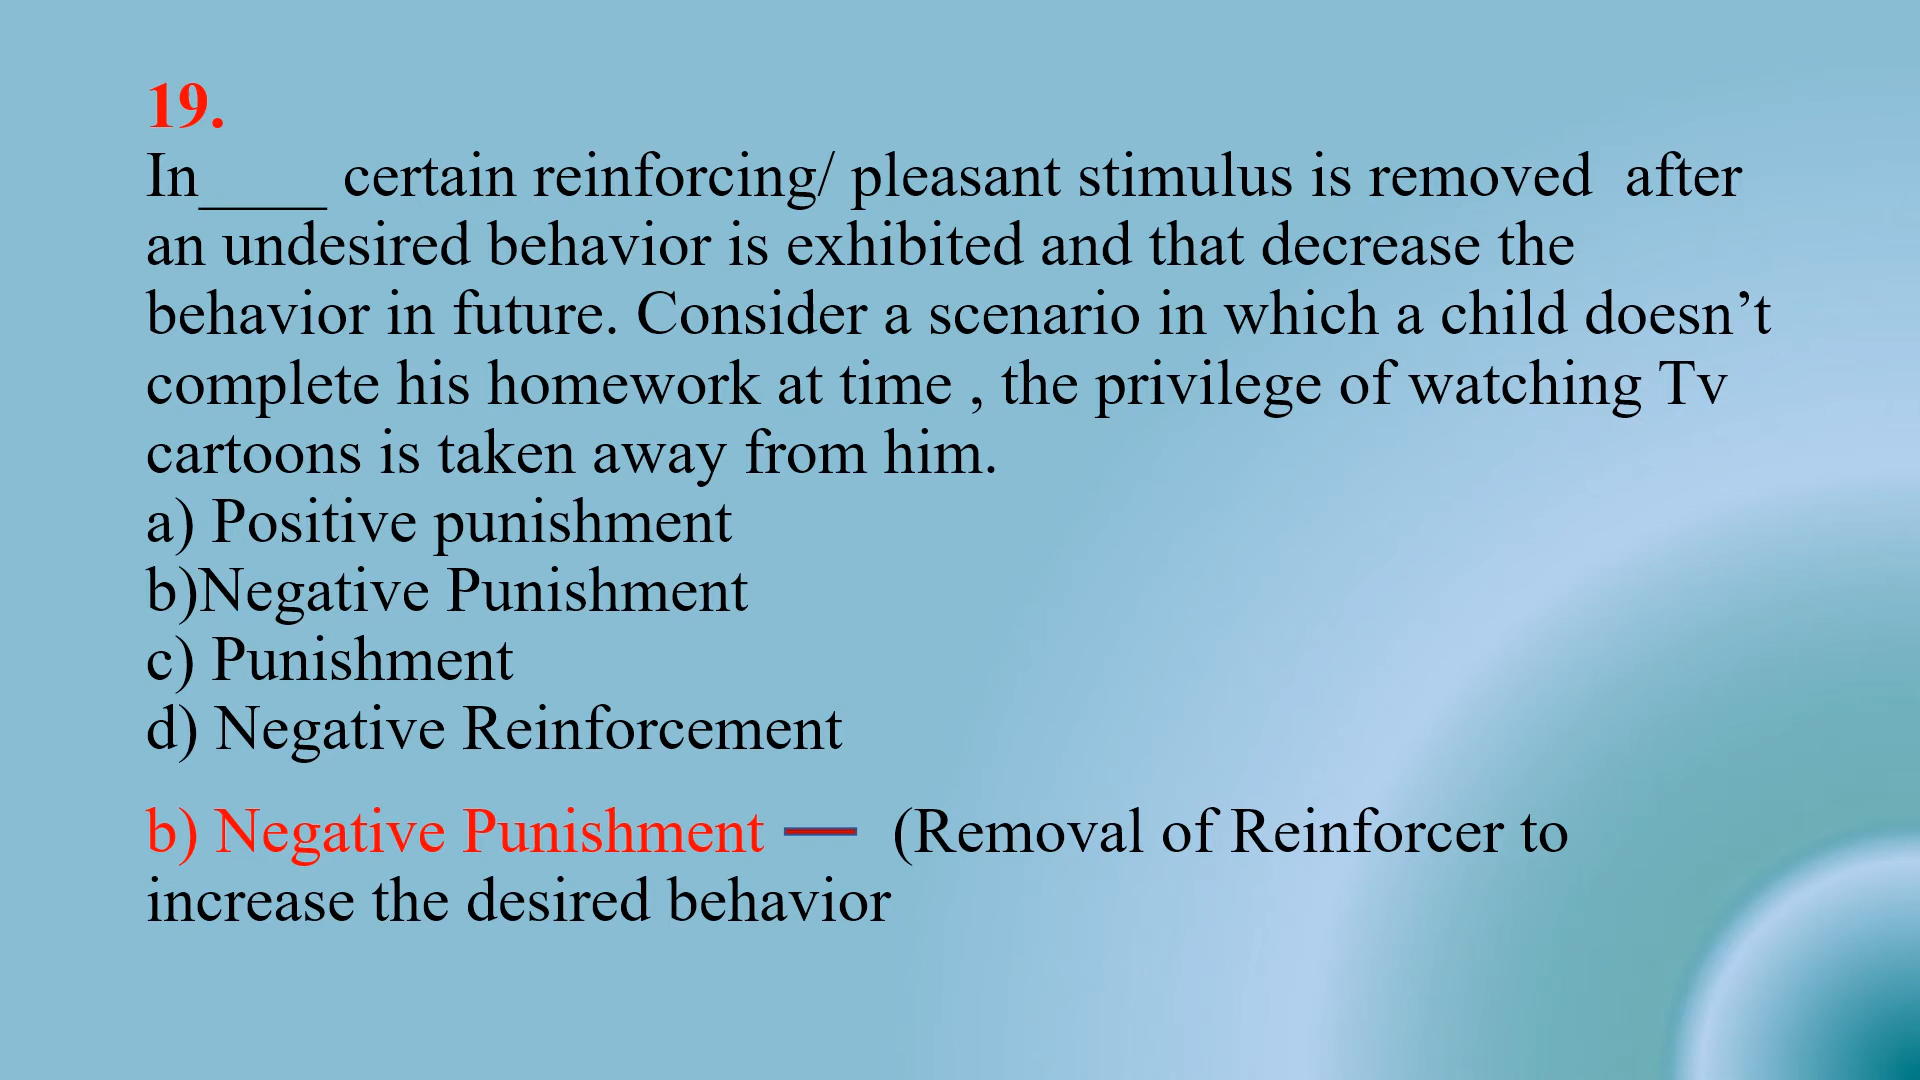 19.
In____ certain reinforcing/ pleasant stimulus is removed  after
an undesired behavior is exhibited and that decrease the
behavior in future. Consider a scenario in which a child doesn’t
complete his homework at time , the privilege of watching Tv
cartoons is taken away from him.
a) Positive punishment
b)Negative Punishment
c) Punishment
d) Negative Reinforcement
b) Negative Punishment — (Removal of Reinforcer to
increase the desired behavior